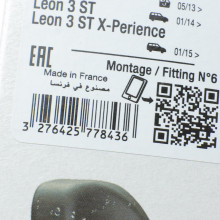 Leon 3 ST
05/13 >
Leon 3 ST X-Perience
01/14 >
01/15 >
EAC
Montage / Fitting N°6
Made in France
مصنوع في فرنسا
3 276425 778436